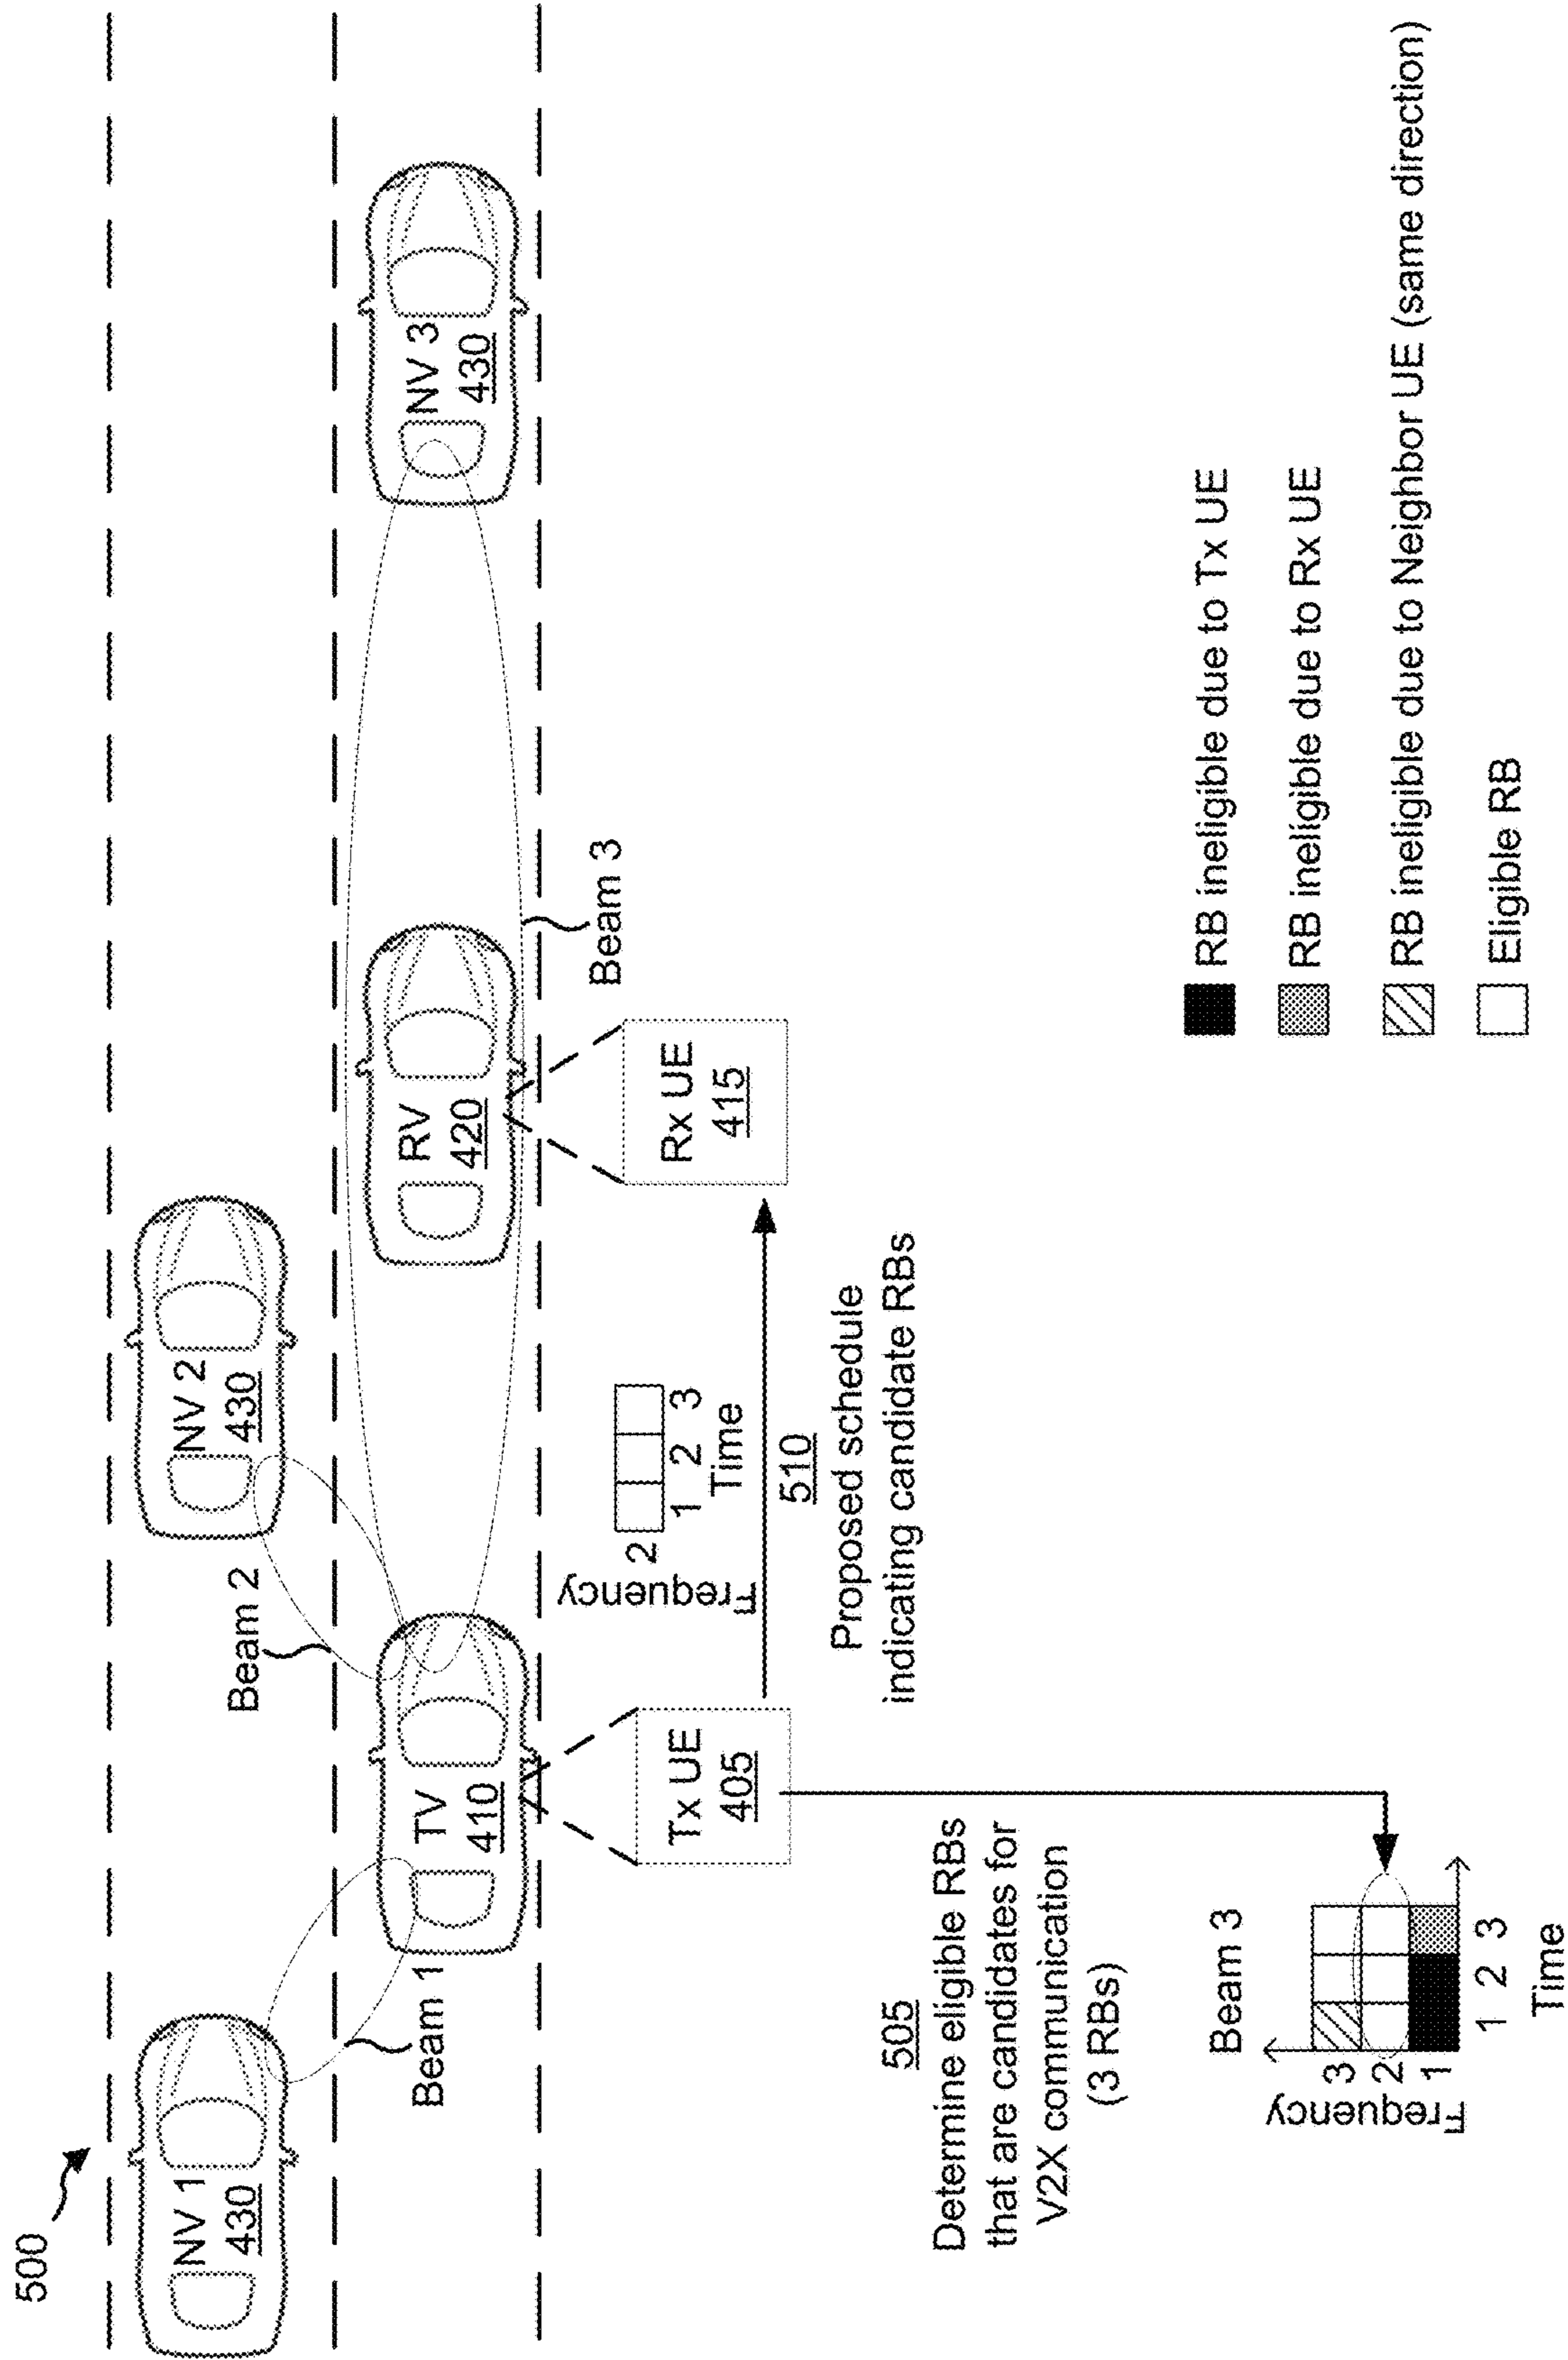 500
NV 1
430
NV 2
430
Beam 2
Beam 1
TV
410
RV
420
NV 3
430
Beam 3
Tx UE
405
Rx UE
415
Frequency
2
1 2 3
Time
510
Proposed schedule
indicating candidate RBs
505
Determine eligible RBs
that are candidates for
V2X communication
(3 RBs)
Beam 3
Frequency
3
2
1
1 2 3
Time
RB ineligible due to Tx UE
RB ineligible due to Rx UE
RB ineligible due to Neighbor UE (same direction)
Eligible RB